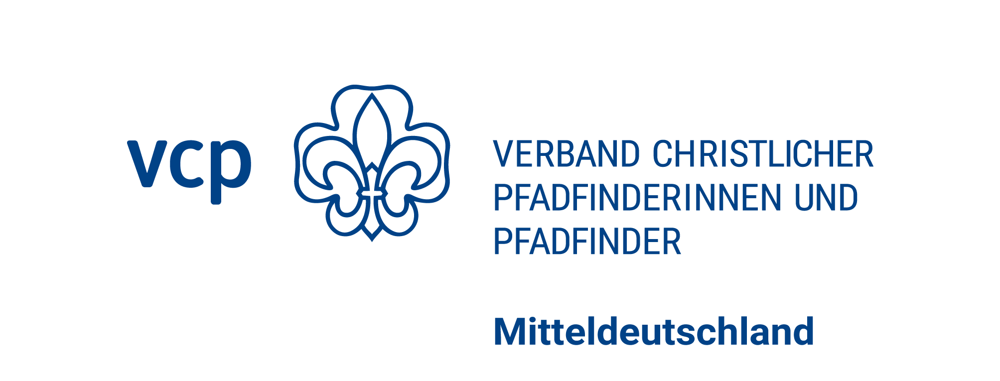 vcp
VERBAND CHRISTLICHER
PFADFINDERINNEN UND
PFADFINDER
Mitteldeutschland